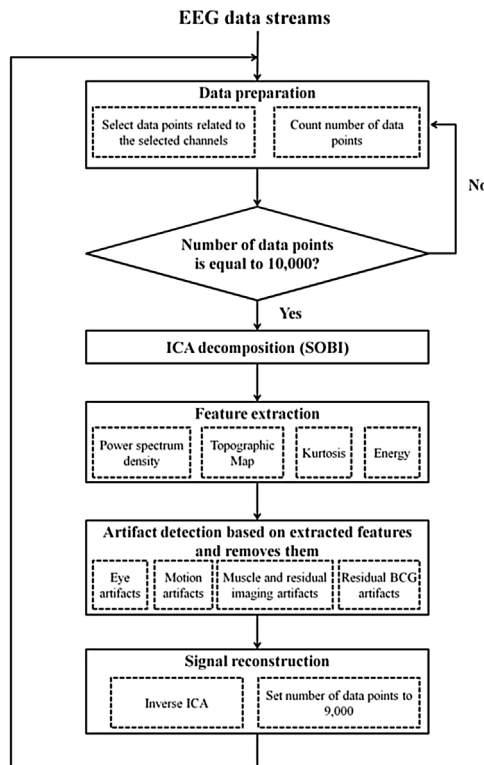 EEG data streams
Data preparation
Select data points related to
the selected channels
Count number of data
points
No
Number of data points
is equal to 10,000?
Yes
ICA decomposition (SOBI)
Feature extraction
Power spectrum
density
Topographic
Map
Kurtosis
Energy
Artifact detection based on extracted features
and removes them
Eye
artifacts
Motion
artifacts
Muscle and residual
imaging artifacts
Residual BCG
artifacts
Signal reconstruction
Inverse ICA
Set number of data points to
9,000